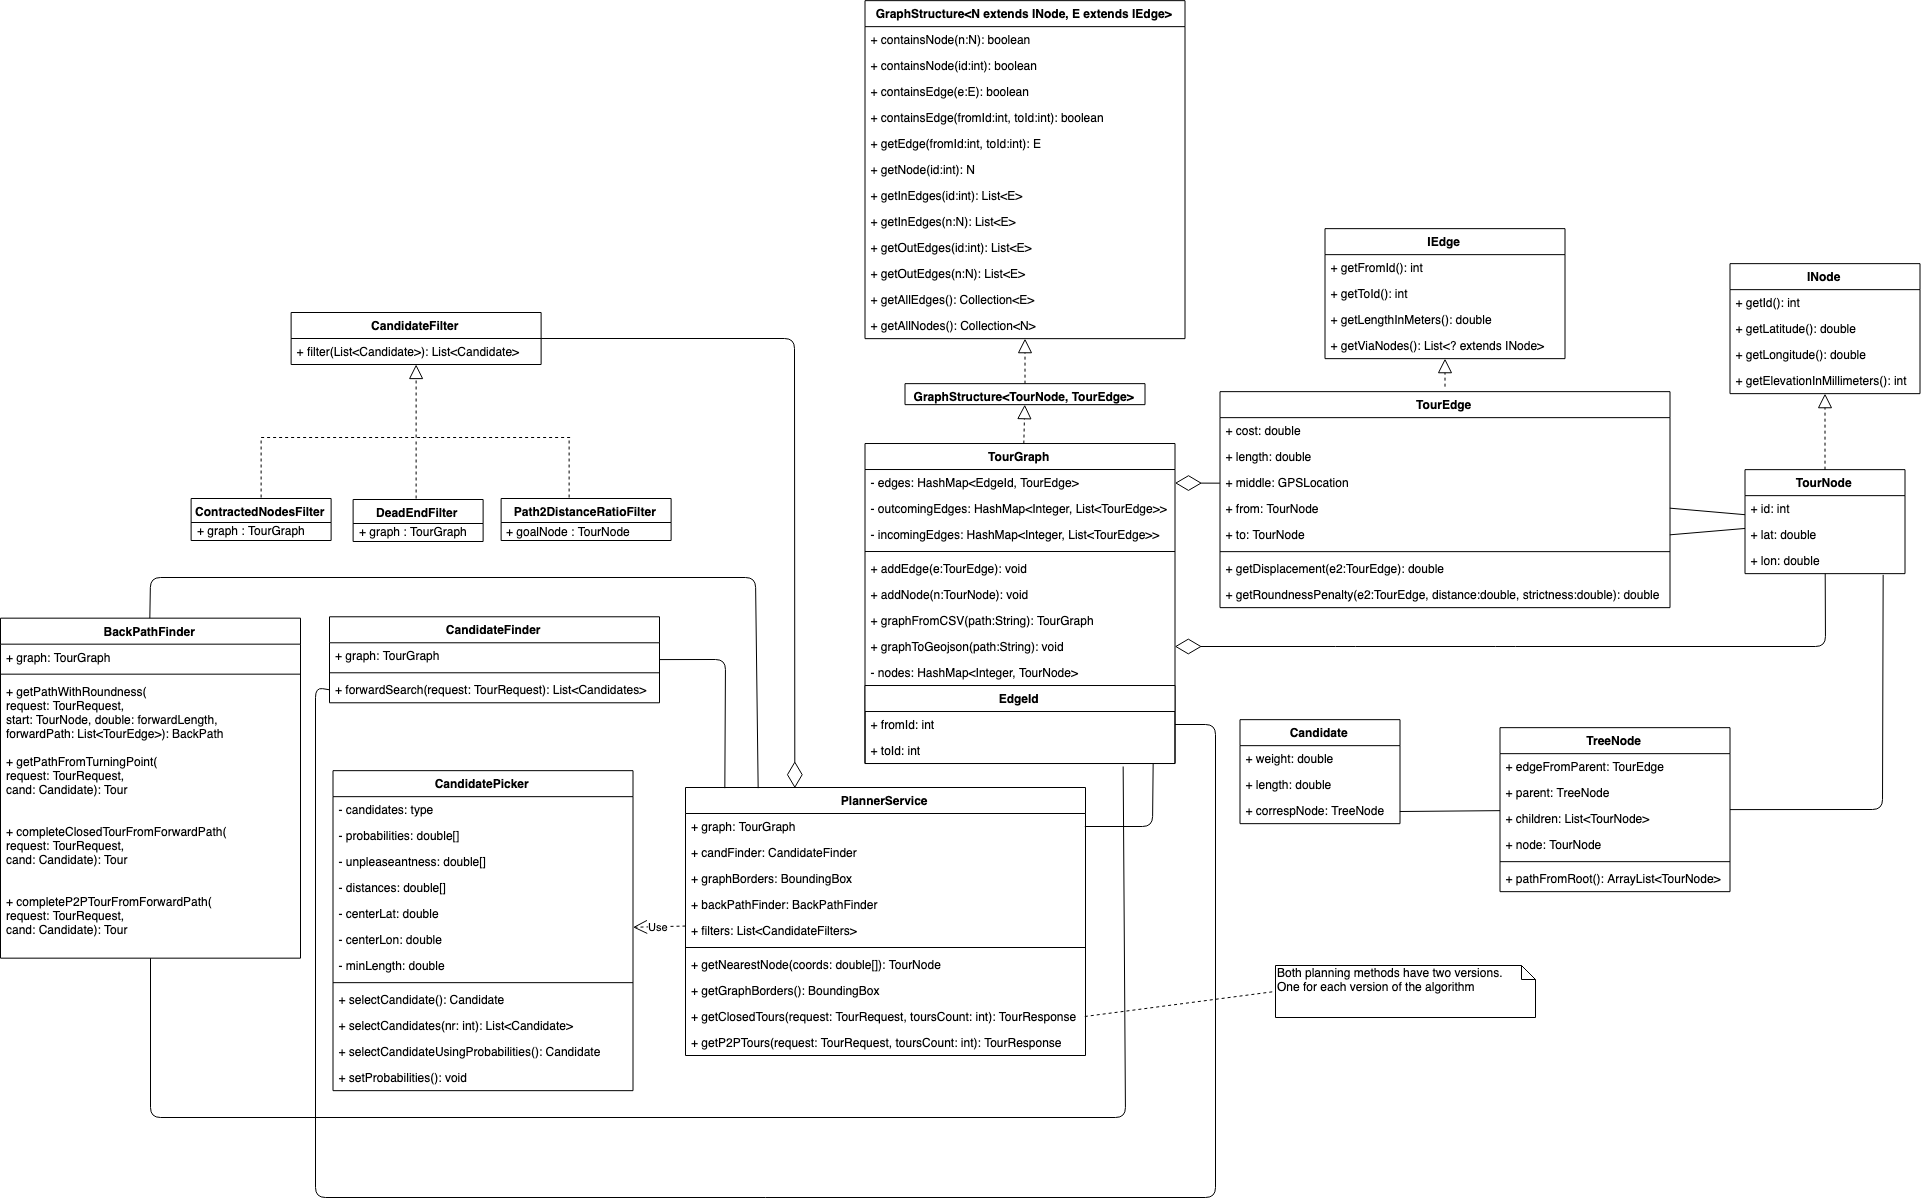 GraphStructure<N extends INode, E extends IEdge>
+ containsNode(n:N): boolean
+ containsNode(id:int): boolean
+ containsEdge(e:E): boolean
+ containsEdge(fromId:int, toId:int): boolean
+ getEdge(fromId:int, toId:int): E
+ getNode(id:int): N
+ getInEdges(id:int): List<E>
+ getInEdges(n:N): List<E>
+ getOutEdges(id:int): List<E>
+ getOutEdges(n:N): List<E>
+ getAllEdges(): Collection<E>
+ getAllNodes(): Collection<N>
IEdge
+ getFromId(): int
+ getToId(): int
+ getLengthInMeters(): double
+ getViaNodes(): List<? extends INode>
INode
+ getId(): int
+ getLatitude(): double
+ getLongitude(): double
+ getElevationInMillimeters(): int
CandidateFilter
+ filter(List<Candidate>): List<Candidate>
GraphStructure<TourNode, TourEdge>
TourEdge
+ cost: double
+ length: double
+ middle: GPSLocation
+ from: TourNode
+ to: TourNode
+ getDisplacement(e2:TourEdge): double
+ getRoundnessPenalty(e2:TourEdge, distance:double, strictness:double): double
TourGraph
- edges: HashMap<EdgeId, TourEdge>
- outcomingEdges: HashMap<Integer, List<TourEdge>>
- incomingEdges: HashMap<Integer, List<TourEdge>>
+ addEdge(e:TourEdge): void
+ addNode(n:TourNode): void
+ graphFromCSV(path:String): TourGraph
+ graphToGeojson(path:String): void
- nodes: HashMap<Integer, TourNode>
EdgeId
+ fromId: int
+ toId: int
TourNode
+ id: int
+ lat: double
+ lon: double
ContractedNodesFilter
+ graph : TourGraph
DeadEndFilter
+ graph : TourGraph
Path2DistanceRatioFilter
+ goalNode : TourNode
BackPathFinder
+ graph: TourGraph
+ getPathWithRoundness(
request: TourRequest,
start: TourNode, double: forwardLength,
forwardPath: List<TourEdge>): BackPath
+ getPathFromTurningPoint(
request: TourRequest,
cand: Candidate): Tour
+ completeClosedTourFromForwardPath(
request: TourRequest,
cand: Candidate): Tour
+ completeP2PTourFromForwardPath(
request: TourRequest,
cand: Candidate): Tour
CandidateFinder
+ graph: TourGraph
+ forwardSearch(request: TourRequest): List<Candidates>
CandidatePicker
- candidates: type
- probabilities: double[]
- unpleaseantness: double[]
- distances: double[]
- centerLat: double
- centerLon: double
- minLength: double
+ selectCandidate(): Candidate
+ selectCandidates(nr: int): List<Candidate>
+ selectCandidateUsingProbabilities(): Candidate
+ setProbabilities(): void
Use
PlannerService
+ graph: TourGraph
+ candFinder: CandidateFinder
+ graphBorders: BoundingBox
+ backPathFinder: BackPathFinder
+ filters: List<CandidateFilters>
+ getNearestNode(coords: double[]): TourNode
+ getGraphBorders(): BoundingBox
+ getClosedTours(request: TourRequest, toursCount: int): TourResponse
+ getP2PTours(request: TourRequest, toursCount: int): TourResponse
Candidate
+ weight: double
+ length: double
+ correspNode: TreeNode
TreeNode
+ edgeFromParent: TourEdge
+ parent: TreeNode
+ children: List<TourNode>
+ node: TourNode
+ pathFromRoot(): ArrayList<TourNode>
Both planning methods have two versions.
One for each version of the algorithm